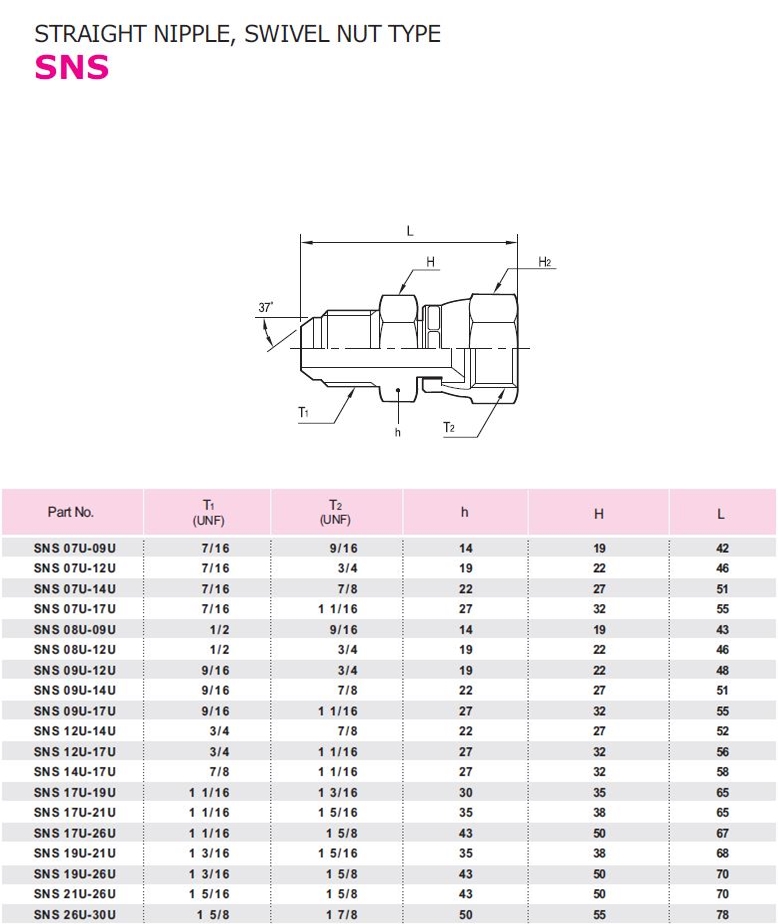 STRAIGHT NIPPLE, SWIVEL NUT TYPE
SNS
L
H H2
37°
T1 h T2
Part No. T1 (UNF) T2 (UNF) h H L
SNS 07U-09U 7/16 9/16 14 19 42
SNS 07U-12U 7/16 3/4 19 22 46
SNS 07U-14U 7/16 7/8 22 27 51
SNS 07U-17U 7/16 1 1/16 27 32 55
SNS 08U-09U 1/2 9/16 14 19 43
SNS 08U-12U 1/2 3/4 19 22 46
SNS 09U-12U 9/16 3/4 19 22 48
SNS 09U-14U 9/16 7/8 22 27 51
SNS 09U-17U 9/16 1 1/16 27 32 55
SNS 12U-14U 3/4 7/8 22 27 52
SNS 12U-17U 3/4 1 1/16 27 32 56
SNS 14U-17U 7/8 1 1/16 27 32 58
SNS 17U-19U 1 1/16 1 3/16 30 35 65
SNS 17U-21U 1 1/16 1 5/16 35 38 65
SNS 17U-26U 1 1/16 1 5/8 43 50 67
SNS 19U-21U 1 3/16 1 5/16 35 38 68
SNS 19U-26U 1 3/16 1 5/8 43 50 70
SNS 21U-26U 1 5/16 1 5/8 43 50 70
SNS 26U-30U 1 5/8 1 7/8 50 55 78